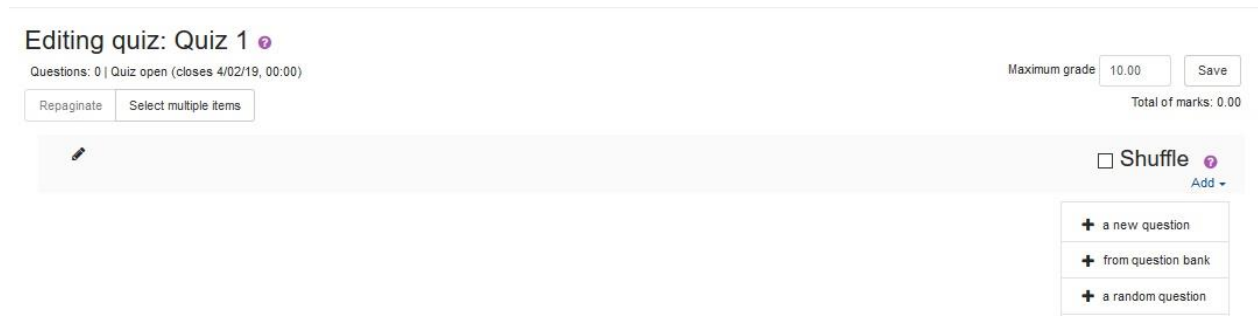 Editing quiz: Quiz 1
Questions: 0 | Quiz open (closes 4/02/19, 00:00)
Maximum grade 10.00 Save
Repaginate Select multiple items
Total of marks: 0.00
Shuffle
Add
a new question
from question bank
a random question